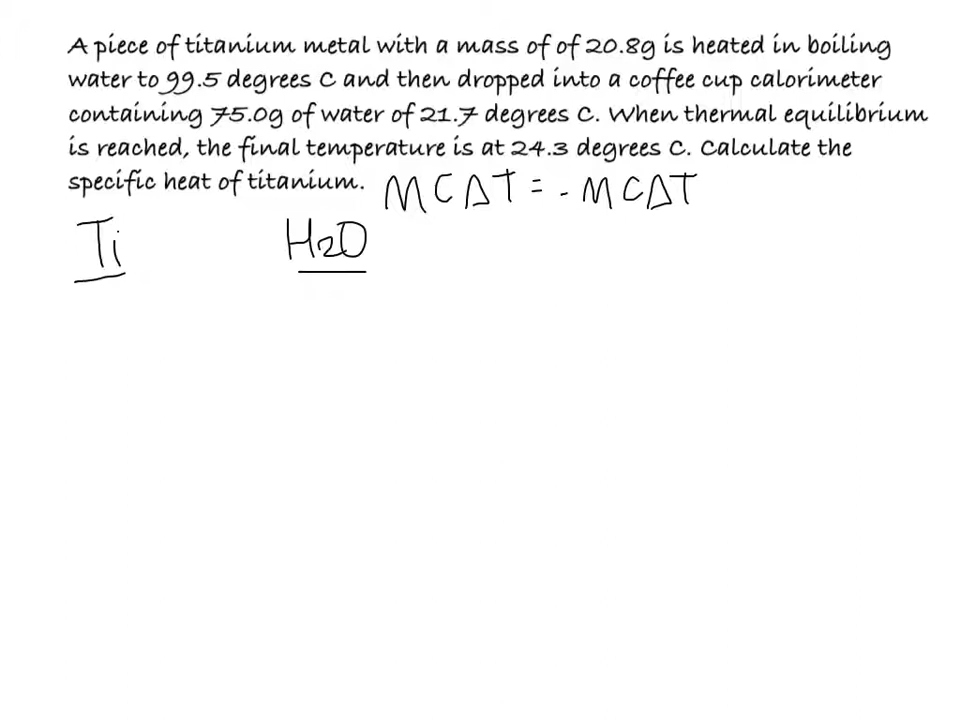 A piece of titanium metal with a mass of of 20.8g is heated in boiling
water to 99.5 degrees C and then dropped into a coffee cup calorimeter
containing 75.0g of water of 21.7 degrees C. When thermal equilibrium
is reached, the final temperature is at 24.3 degrees C. Calculate the
specific heat of titanium. MCΔT = - MCΔT
Ti H2O